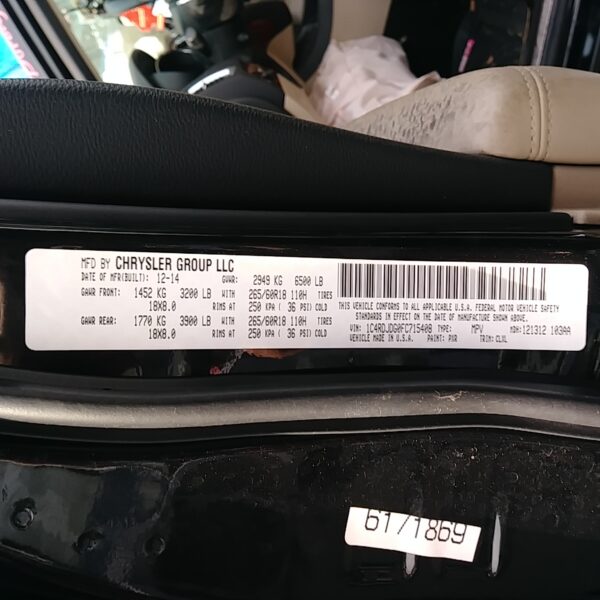 MFD BY CHRYSLER GROUP LLC
DATE OF MFR(BUILT): 12-14 GVWR: 2949 KG 6500 LB
GAWR FRONT: 1452 KG 3200 LB WITH 265/60R18 110H TIRES
18X8.0 RIMS AT 250 KPA ( 36 PSI) COLD
GAWR REAR: 1770 KG 3900 LB WITH 265/60R18 110H TIRES
18X8.0 RIMS AT 250 KPA ( 36 PSI) COLD
THIS VEHICLE CONFORMS TO ALL APPLICABLE U.S.A. FEDERAL MOTOR VEHICLE SAFETY
STANDARDS IN EFFECT ON THE DATE OF MANUFACTURE SHOWN ABOVE.
VIN: 1C4RDJDG0FC715408 TYPE: MPV MDH: 121312 103AA
VEHICLE MADE IN U.S.A. PAINT: PXR TRIM: CLVL
6171869